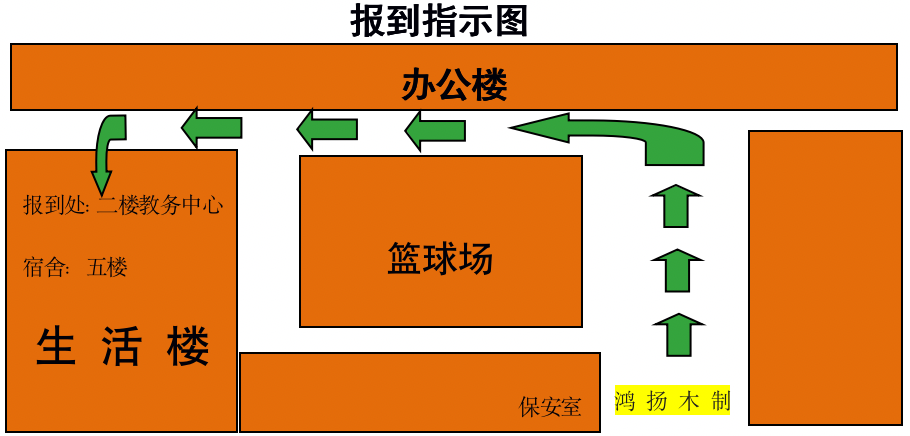 报到指示图
办公楼
报到处: 二楼教务中心
宿舍: 五楼
篮球场
生 活 楼
保安室
鸿 扬 木 制